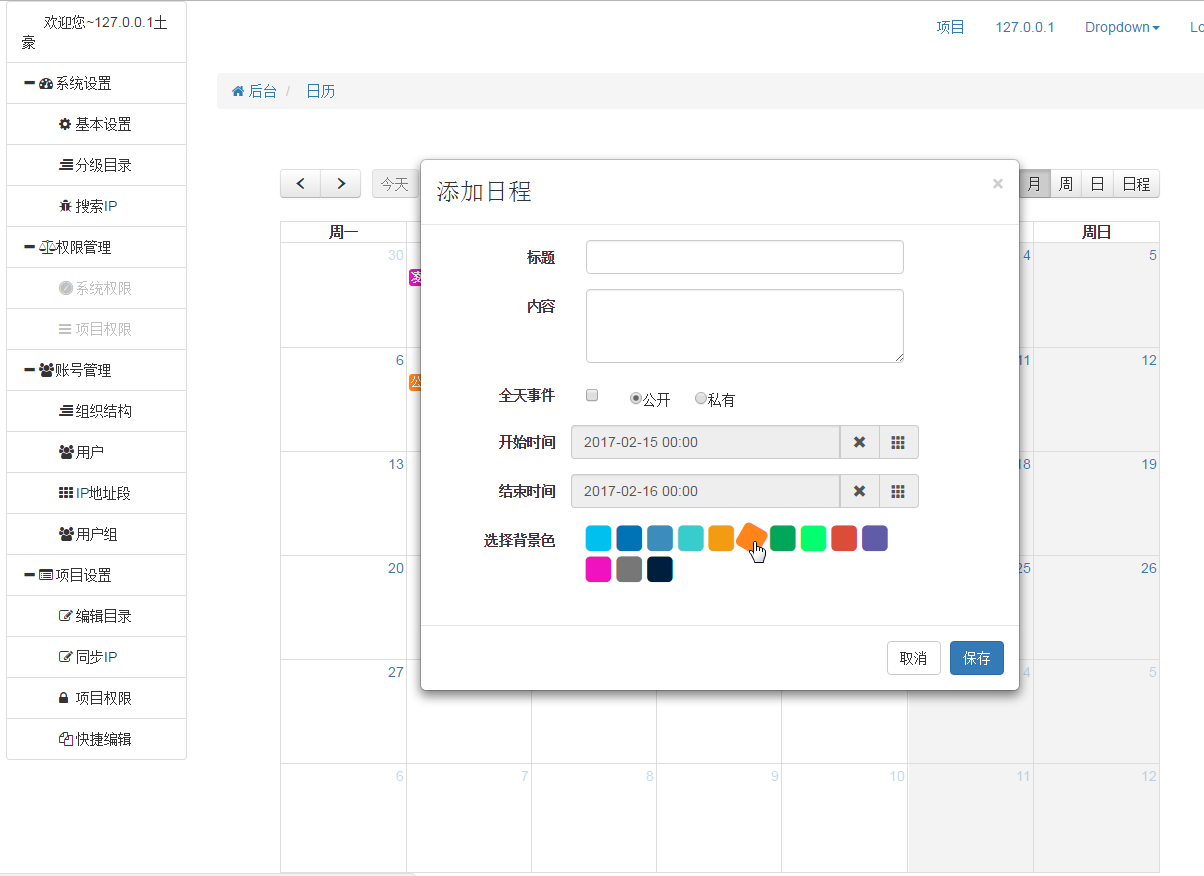 欢迎您~127.0.0.1土
豪
系统设置
基本设置
分级目录
搜索IP
权限管理
系统权限
项目权限
账号管理
组织结构
用户
IP地址段
用户组
项目设置
编辑目录
同步IP
项目权限
快捷编辑
项目 127.0.0.1 Dropdown Lo
后台 / 日历
今天
月 周 日 日程
周一 周日
30 4 5
6 11 12
公
13 18 19
20 25 26
27 4 5
6 7 8 9 10 11 12
添加日程 ×
标题
内容
全天事件 公开 私有
开始时间 2017-02-15 00:00
结束时间 2017-02-16 00:00
选择背景色
取消 保存